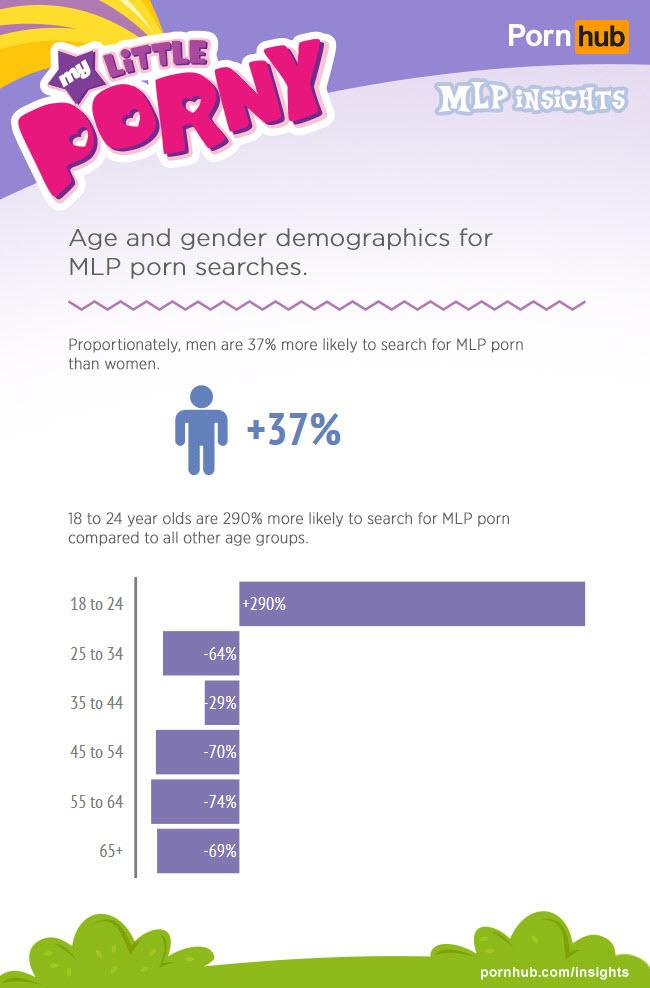 Porn hub
my LiTTLE
PORNY
MLP iNSiGHTS
Age and gender demographics for
MLP porn searches.
Proportionately, men are 37% more likely to search for MLP porn
than women.
+37%
18 to 24 year olds are 290% more likely to search for MLP porn
compared to all other age groups.
18 to 24 +290%
25 to 34 -64%
35 to 44 -29%
45 to 54 -70%
55 to 64 -74%
65+ -69%
pornhub.com/insights